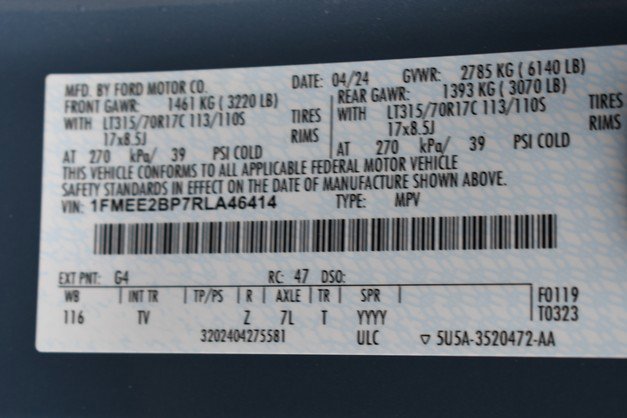 MFD. BY FORD MOTOR CO. DATE: 04/24 GVWR: 2785 KG ( 6140 LB)
FRONT GAWR: 1461 KG ( 3220 LB) REAR GAWR: 1393 KG ( 3070 LB)
WITH LT315/70R17C 113/110S TIRES WITH LT315/70R17C 113/110S TIRES
17x8.5J RIMS 17x8.5J RIMS
AT 270 kPa/ 39 PSI COLD AT 270 kPa/ 39 PSI COLD
THIS VEHICLE CONFORMS TO ALL APPLICABLE FEDERAL MOTOR VEHICLE
SAFETY STANDARDS IN EFFECT ON THE DATE OF MANUFACTURE SHOWN ABOVE.
VIN: 1FMEE2BP7RLA46414 TYPE: MPV
EXT PNT: G4 RC: 47 DSO:
WB INT TR TP/PS R AXLE TR SPR F0119
116 TV Z 7L T YYYY T0323
3202404275581 ULC ▽ 5U5A-3520472-AA